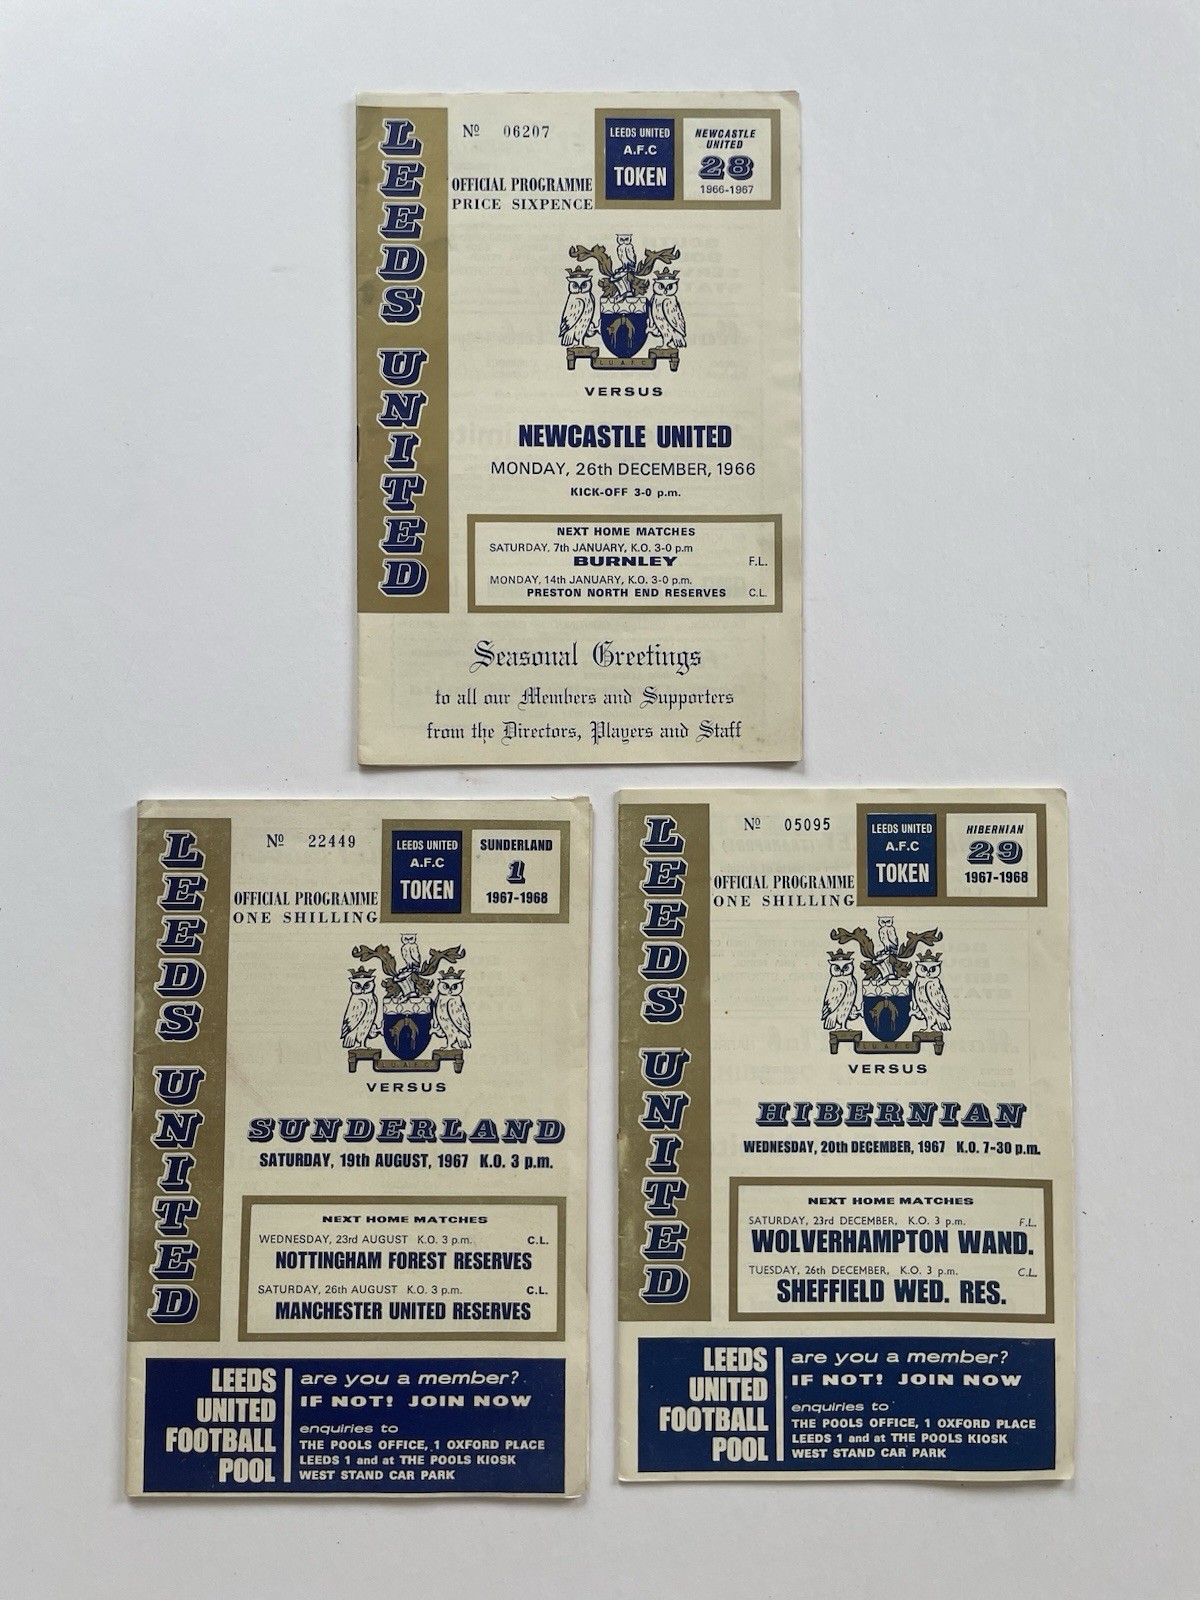 LEEDS UNITED
Nº 06207
OFFICIAL PROGRAMME
PRICE SIXPENCE
LEEDS UNITED
A.F.C
TOKEN
NEWCASTLE
UNITED
28
1966-1967
L.U.A.F.C.
VERSUS
NEWCASTLE UNITED
MONDAY, 26th DECEMBER, 1966
KICK-OFF 3-0 p.m.
NEXT HOME MATCHES
SATURDAY, 7th JANUARY, K.O. 3-0 p.m
BURNLEY F.L.
MONDAY, 14th JANUARY, K.O. 3-0 p.m.
PRESTON NORTH END RESERVES C.L.
Seasonal Greetings
to all our Members and Supporters
from the Directors, Players and Staff
LEEDS UNITED
Nº 22449
OFFICIAL PROGRAMME
ONE SHILLING
LEEDS UNITED
A.F.C
TOKEN
SUNDERLAND
1
1967-1968
L.U.A.F.C.
VERSUS
SUNDERLAND
SATURDAY, 19th AUGUST, 1967 K.O. 3 p.m.
NEXT HOME MATCHES
WEDNESDAY, 23rd AUGUST K.O. 3 p.m. C.L.
NOTTINGHAM FOREST RESERVES
SATURDAY, 26th AUGUST K.O. 3 p.m. C.L.
MANCHESTER UNITED RESERVES
LEEDS
UNITED
FOOTBALL
POOL
are you a member?
IF NOT! JOIN NOW
enquiries to
THE POOLS OFFICE, 1 OXFORD PLACE
LEEDS 1 and at THE POOLS KIOSK
WEST STAND CAR PARK
LEEDS UNITED
Nº 05095
OFFICIAL PROGRAMME
ONE SHILLING
LEEDS UNITED
A.F.C
TOKEN
HIBERNIAN
29
1967-1968
L.U.A.F.C.
VERSUS
HIBERNIAN
WEDNESDAY, 20th DECEMBER, 1967 K.O. 7-30 p.m.
NEXT HOME MATCHES
SATURDAY, 23rd DECEMBER, K.O. 3 p.m. F.L.
WOLVERHAMPTON WAND.
TUESDAY, 26th DECEMBER, K.O. 3 p.m. C.L.
SHEFFIELD WED. RES.
LEEDS
UNITED
FOOTBALL
POOL
are you a member?
IF NOT! JOIN NOW
enquiries to
THE POOLS OFFICE, 1 OXFORD PLACE
LEEDS 1 and at THE POOLS KIOSK
WEST STAND CAR PARK